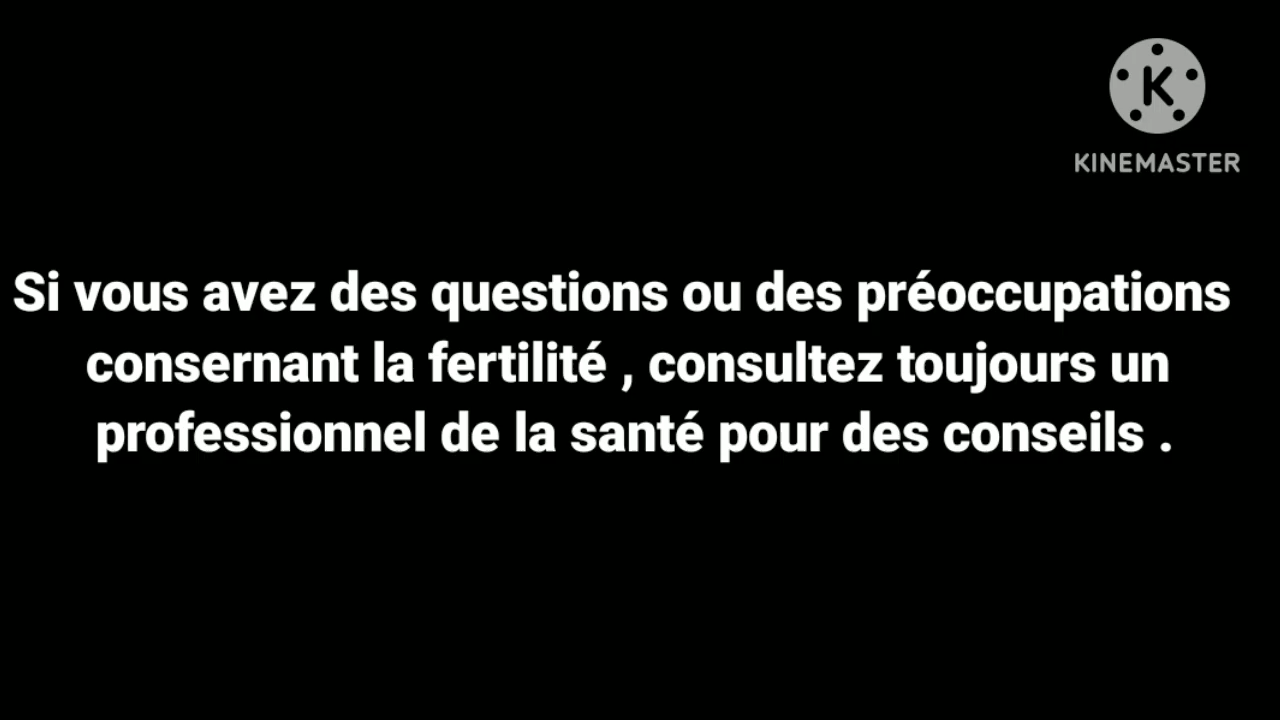 K
KINEMASTER
Si vous avez des questions ou des préoccupations
consernant la fertilité , consultez toujours un
professionnel de la santé pour des conseils .